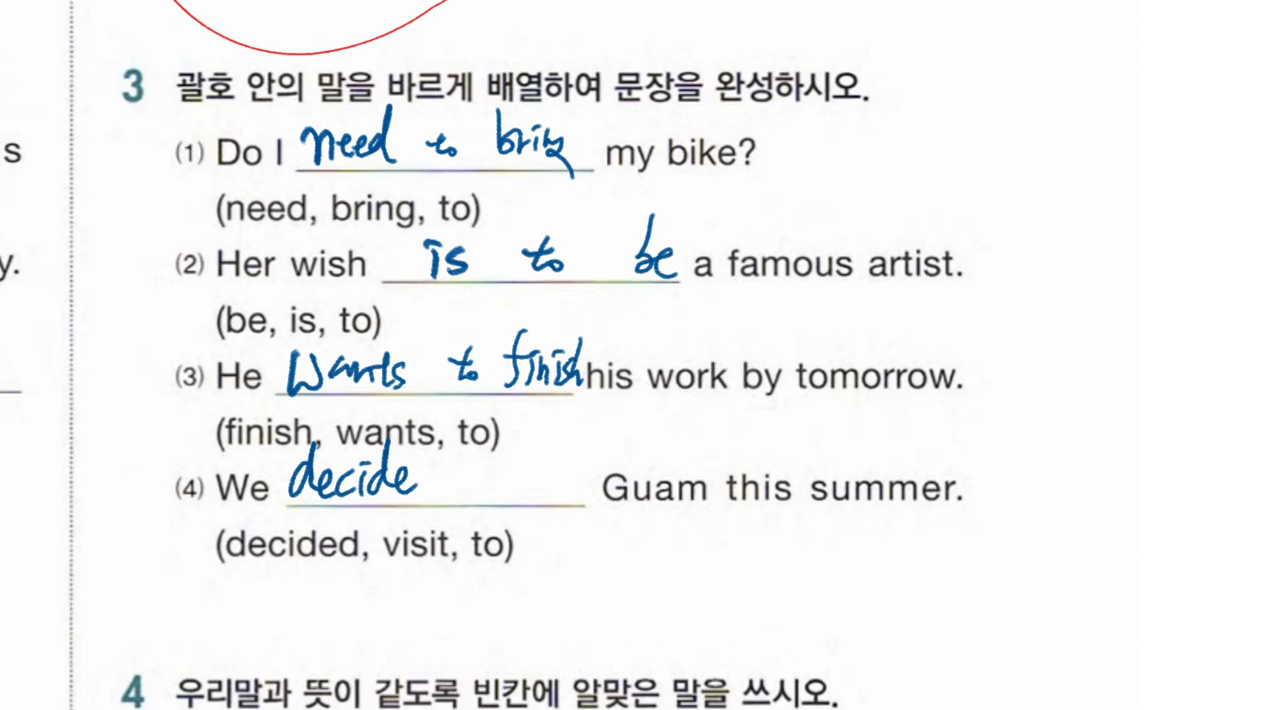 s
y.
3 괄호 안의 말을 바르게 배열하여 문장을 완성하시오.
(1) Do I need to bring my bike?
(need, bring, to)
(2) Her wish is to be a famous artist.
(be, is, to)
(3) He wants to finish his work by tomorrow.
(finish, wants, to)
(4) We decide Guam this summer.
(decided, visit, to)
4 우리말과 뜻이 같도록 빈칸에 알맞은 말을 쓰시오.